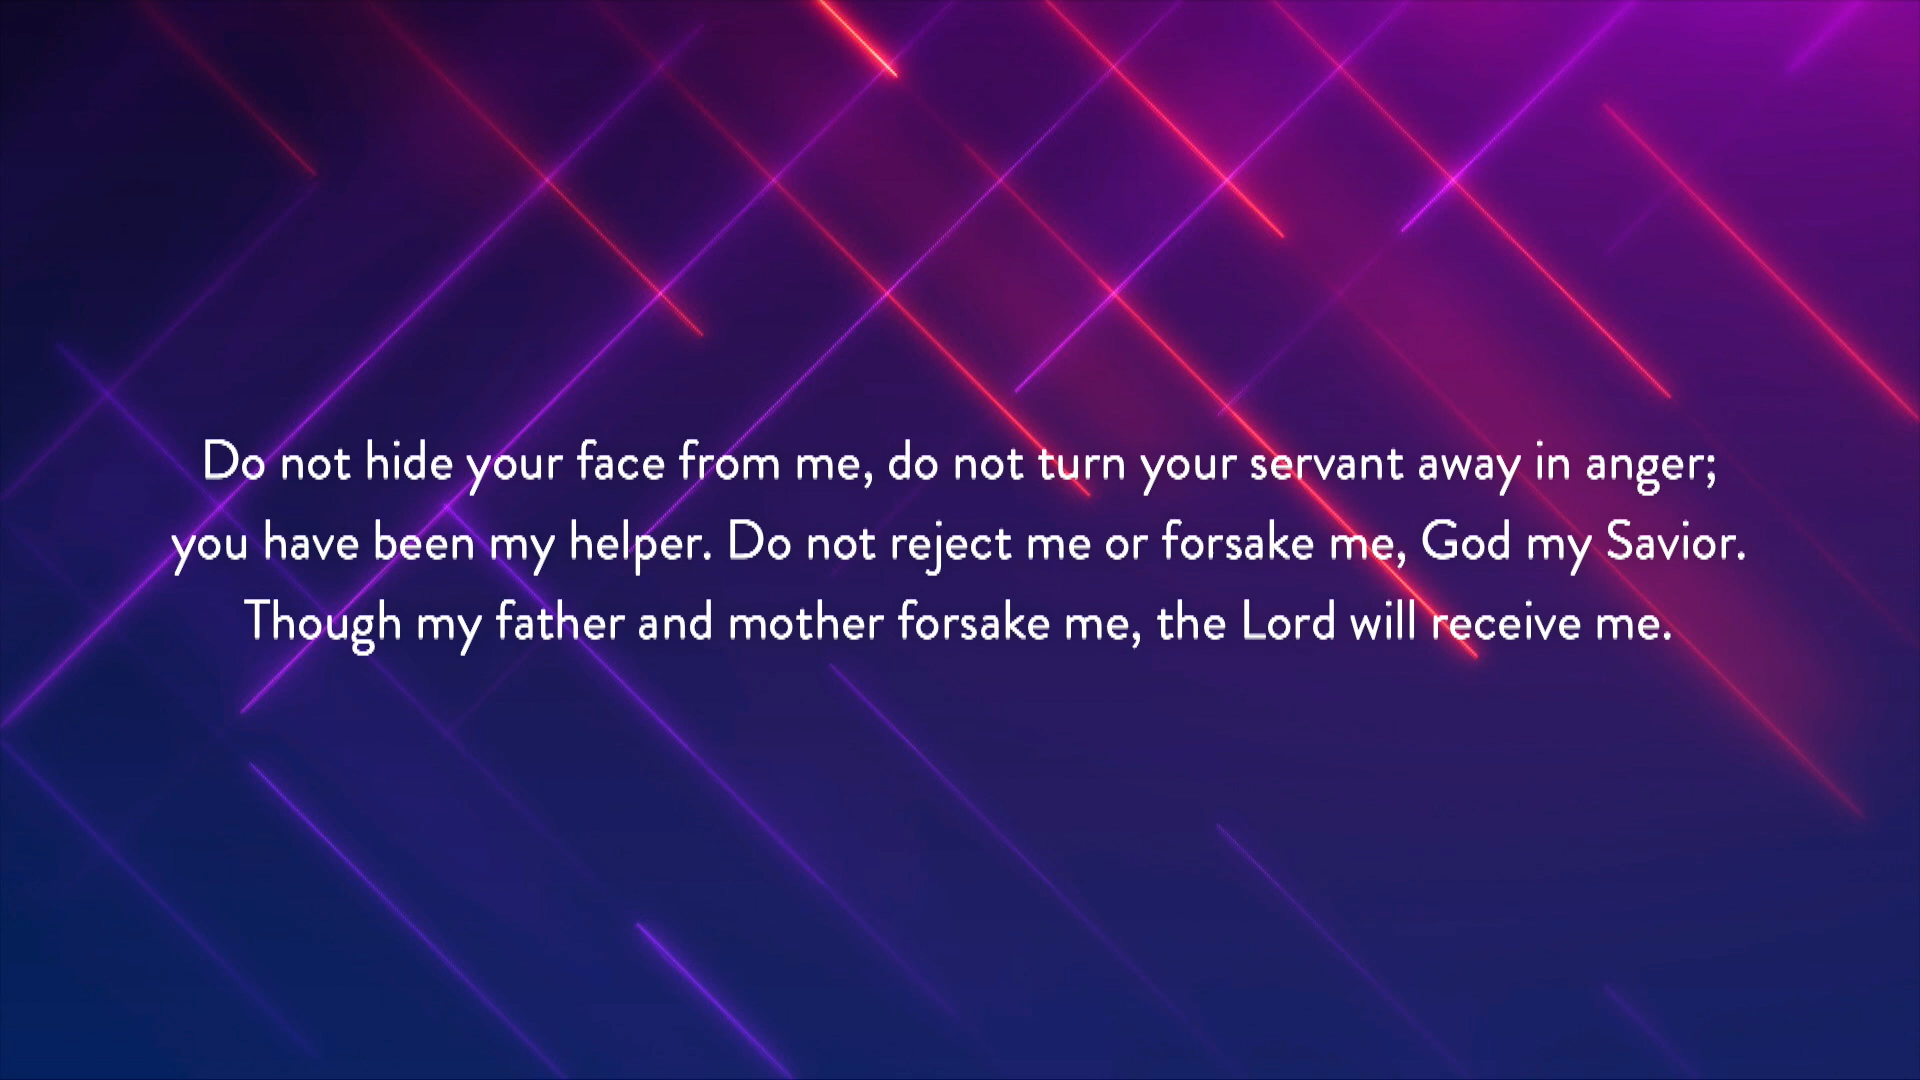 Do not hide your face from me, do not turn your servant away in anger;
you have been my helper. Do not reject me or forsake me, God my Savior.
Though my father and mother forsake me, the Lord will receive me.